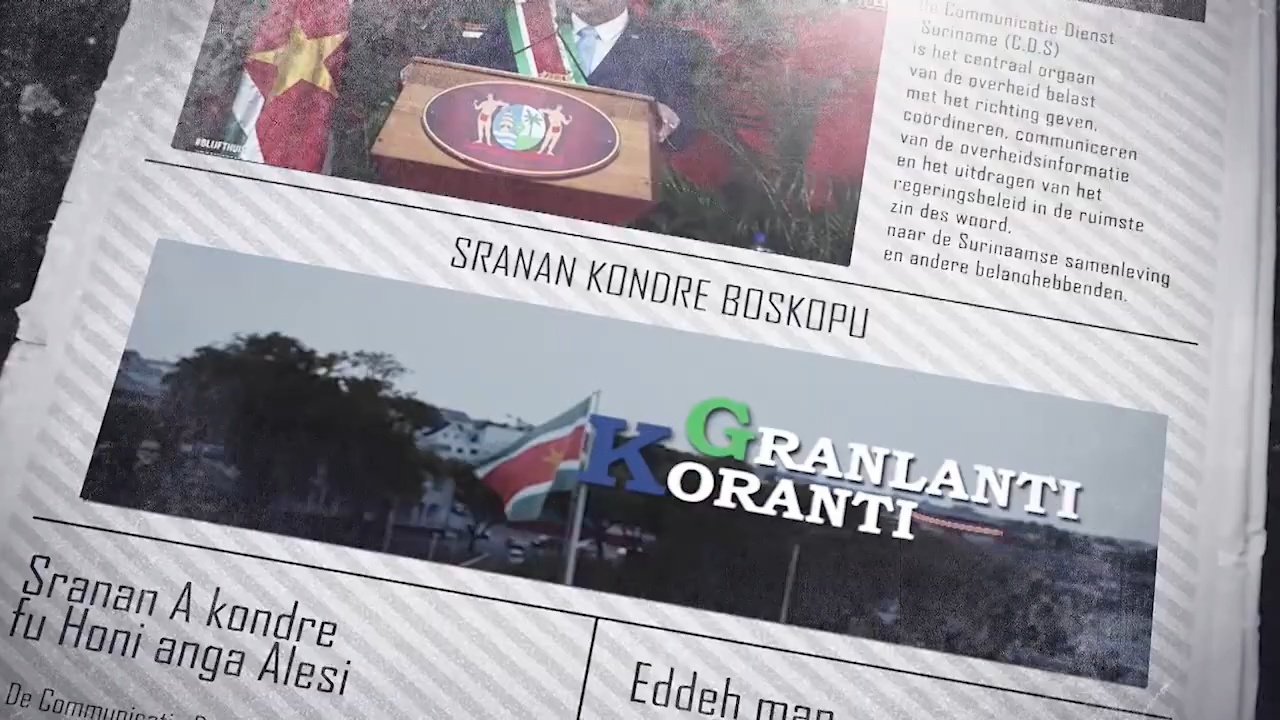 De Communicatie Dienst
Suriname (C.D.S)
is het centraal orgaan
van de overheid belast
met het richting geven,
coördineren, communiceren
van de overheidsinformatie
en het uitdragen van het
regeringsbeleid in de ruimste
zin des woord.
naar de Surinaamse samenleving
en andere belanghebbenden.
SRANAN KONDRE BOSKOPU
GRANLANTI
KORANTI
Sranan A kondre
fu Honi anga Alesi
Eddeh man